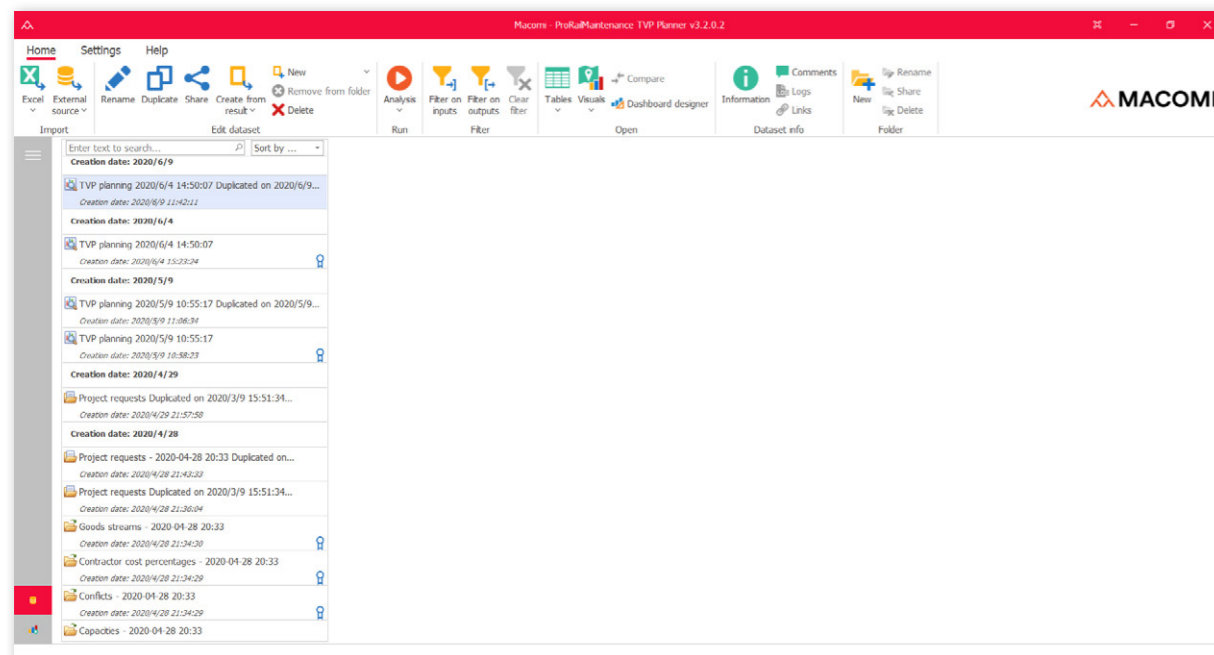 Macomi - ProRailMaintenance TVP Planner v3.2.0.2
Home Settings Help
Excel External source Rename Duplicate Share Create from result New Remove from folder Delete Analysis Filter on inputs Filter on outputs Clear filter Tables Visuals Compare Dashboard designer Information Comments Logs Links New Rename Share Delete
MACOMI
Import Edit dataset Run Filter Open Dataset info Folder
Enter text to search... Sort by ...
Creation date: 2020/6/9
TVP planning 2020/6/4 14:50:07 Duplicated on 2020/6/9...
Creation date: 2020/6/9 11:42:11
Creation date: 2020/6/4
TVP planning 2020/6/4 14:50:07
Creation date: 2020/6/4 15:23:24
Creation date: 2020/5/9
TVP planning 2020/5/9 10:55:17 Duplicated on 2020/5/9...
Creation date: 2020/5/9 11:06:34
TVP planning 2020/5/9 10:55:17
Creation date: 2020/5/9 10:58:23
Creation date: 2020/4/29
Project requests Duplicated on 2020/3/9 15:51:34...
Creation date: 2020/4/29 21:57:58
Creation date: 2020/4/28
Project requests - 2020-04-28 20:33 Duplicated on...
Creation date: 2020/4/28 21:43:33
Project requests Duplicated on 2020/3/9 15:51:34...
Creation date: 2020/4/28 21:36:04
Goods streams - 2020-04-28 20:33
Creation date: 2020/4/28 21:34:30
Contractor cost percentages - 2020-04-28 20:33
Creation date: 2020/4/28 21:34:29
Conflicts - 2020-04-28 20:33
Creation date: 2020/4/28 21:34:29
Capacities - 2020-04-28 20:33